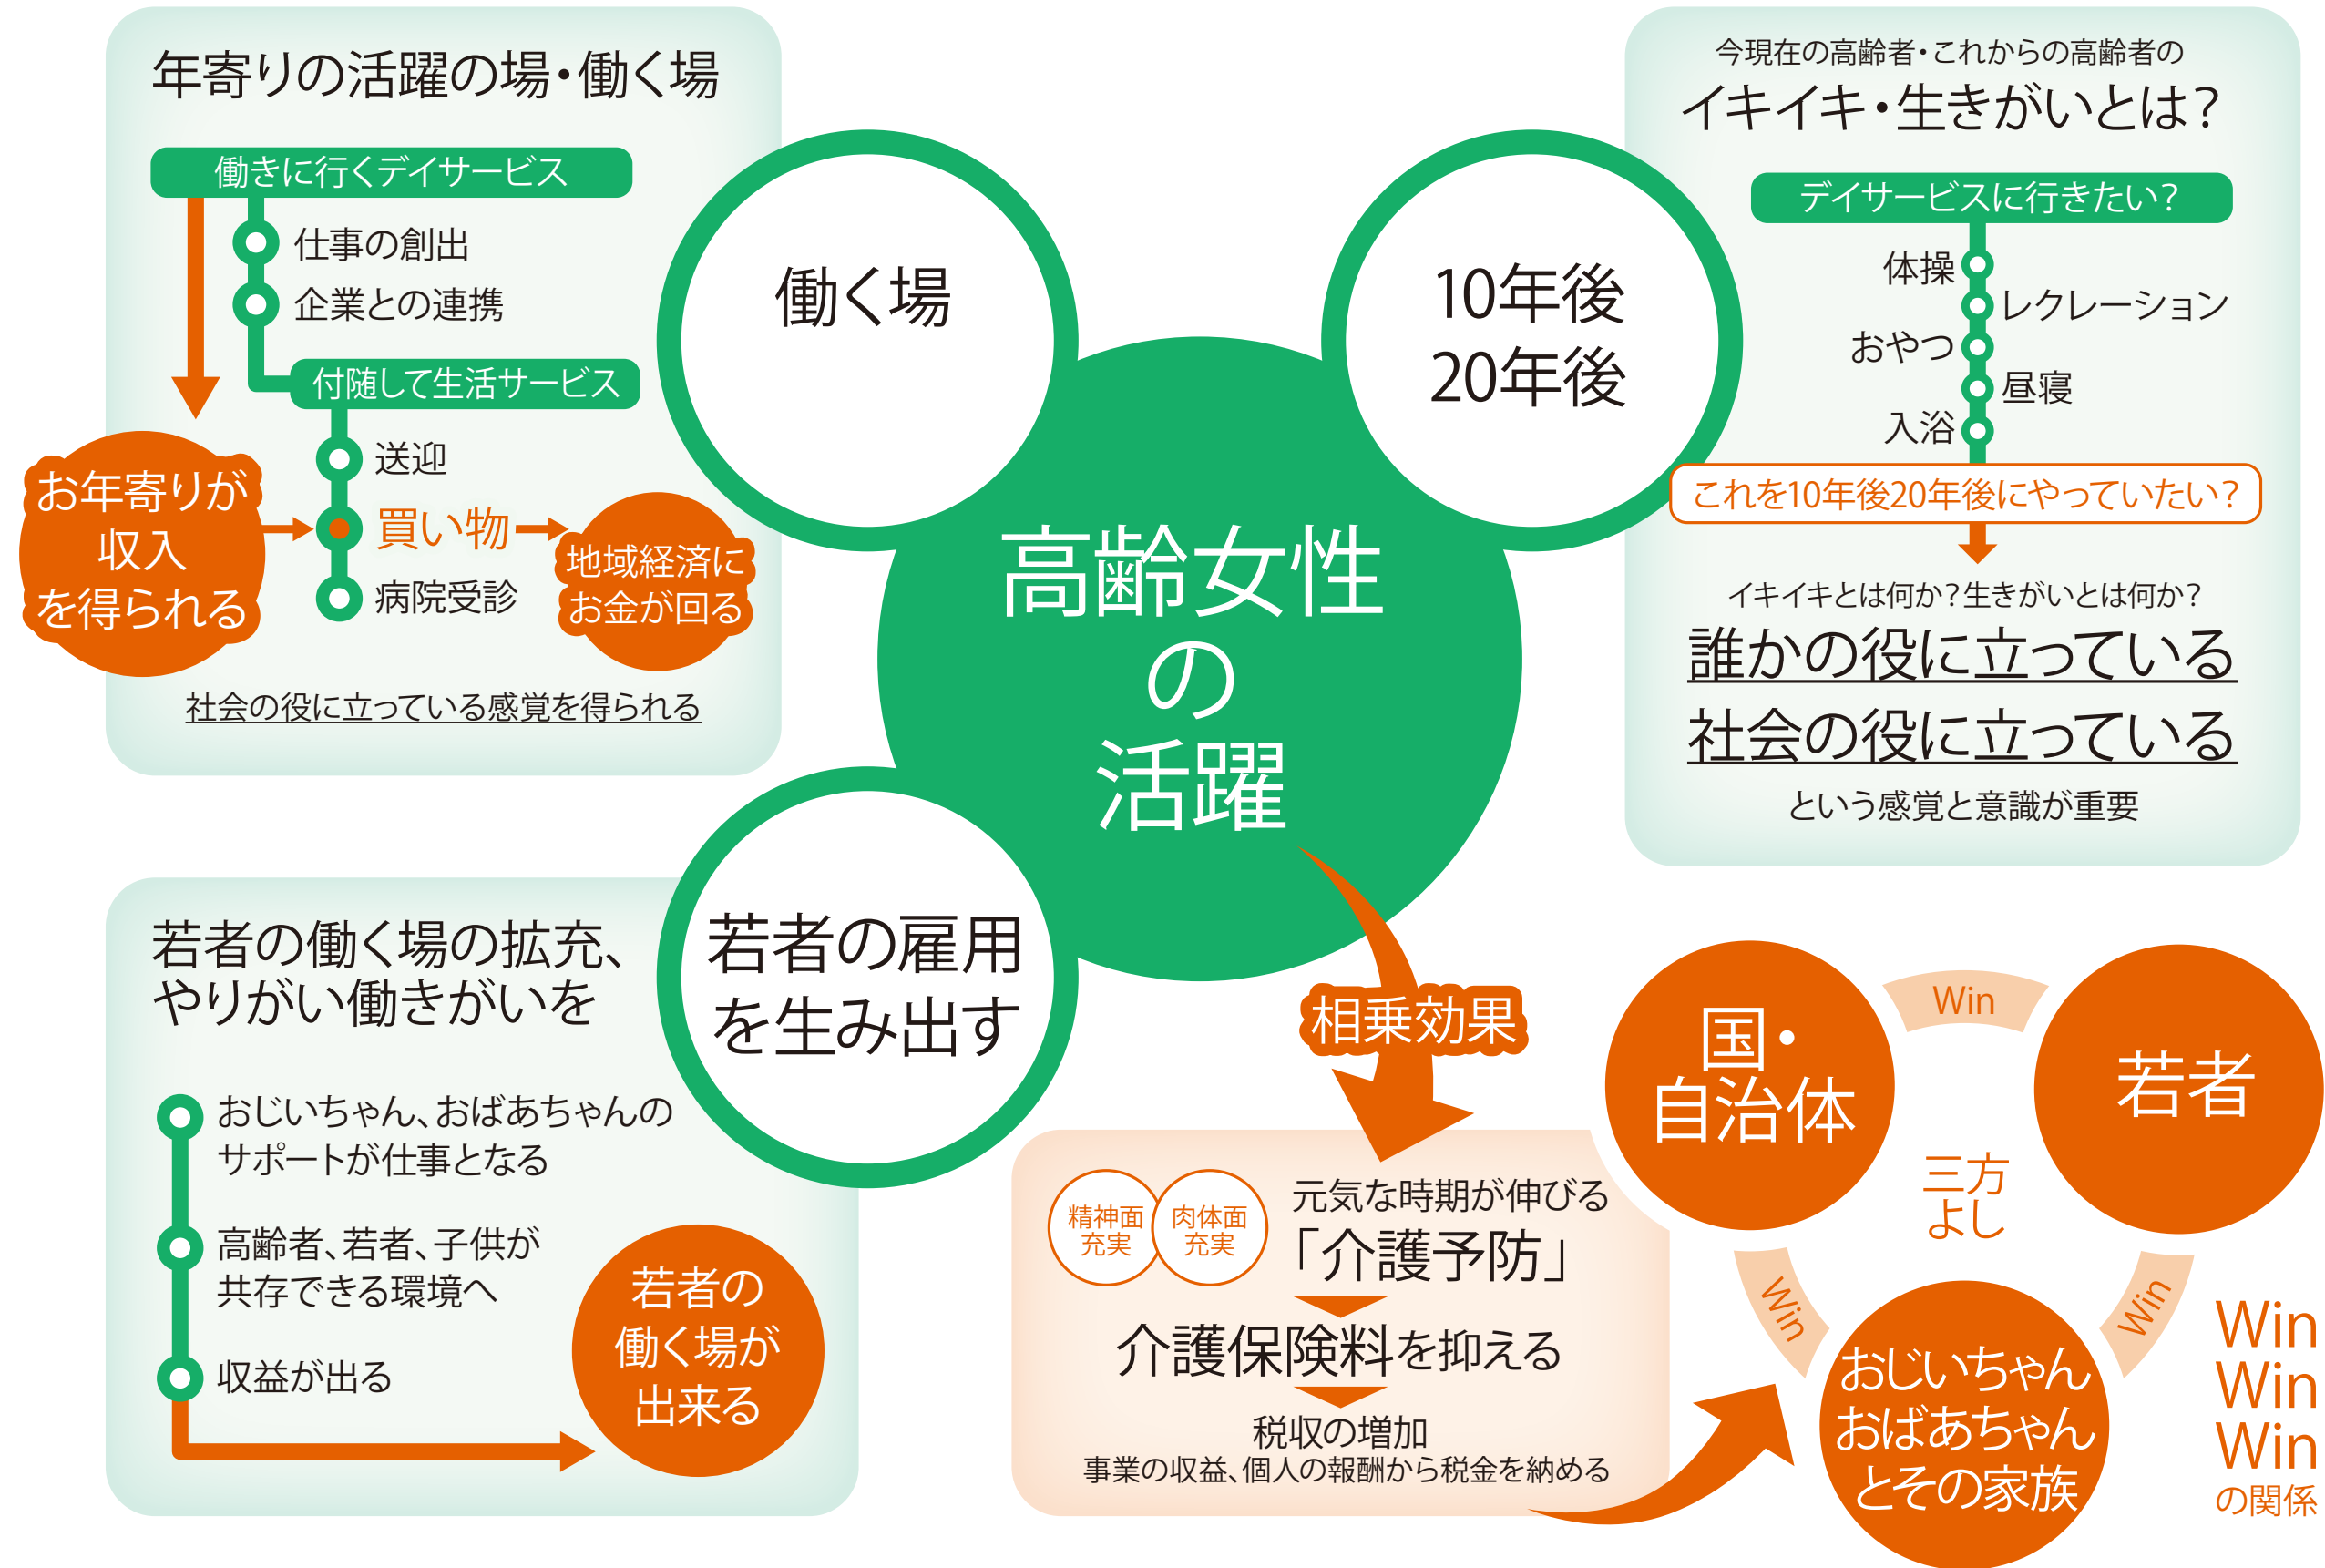 年寄りの活躍の場・働く場
働きに行くデイサービス
仕事の創出
企業との連携
付随して生活サービス
送迎
買い物
病院受診
お年寄りが
収入
を得られる
地域経済に
お金が回る
社会の役に立っている感覚を得られる
働く場
10年後
20年後
高齢女性
の
活躍
若者の雇用
を生み出す
今現在の高齢者・これからの高齢者の
イキイキ・生きがいとは？
デイサービスに行きたい？
体操
レクレーション
おやつ
昼寝
入浴
これを10年後20年後にやっていたい？
イキイキとは何か？生きがいとは何か？
誰かの役に立っている
社会の役に立っている
という感覚と意識が重要
若者の働く場の拡充、
やりがい働きがいを
おじいちゃん、おばあちゃんの
サポートが仕事となる
高齢者、若者、子供が
共存できる環境へ
収益が出る
若者の
働く場が
出来る
相乗効果
精神面
充実
肉体面
充実
元気な時期が伸びる
「介護予防」
介護保険料を抑える
税収の増加
事業の収益、個人の報酬から税金を納める
国・
自治体
Win
若者
三方
よし
Win
Win
おじいちゃん
おばあちゃん
とその家族
Win
Win
Win
の関係